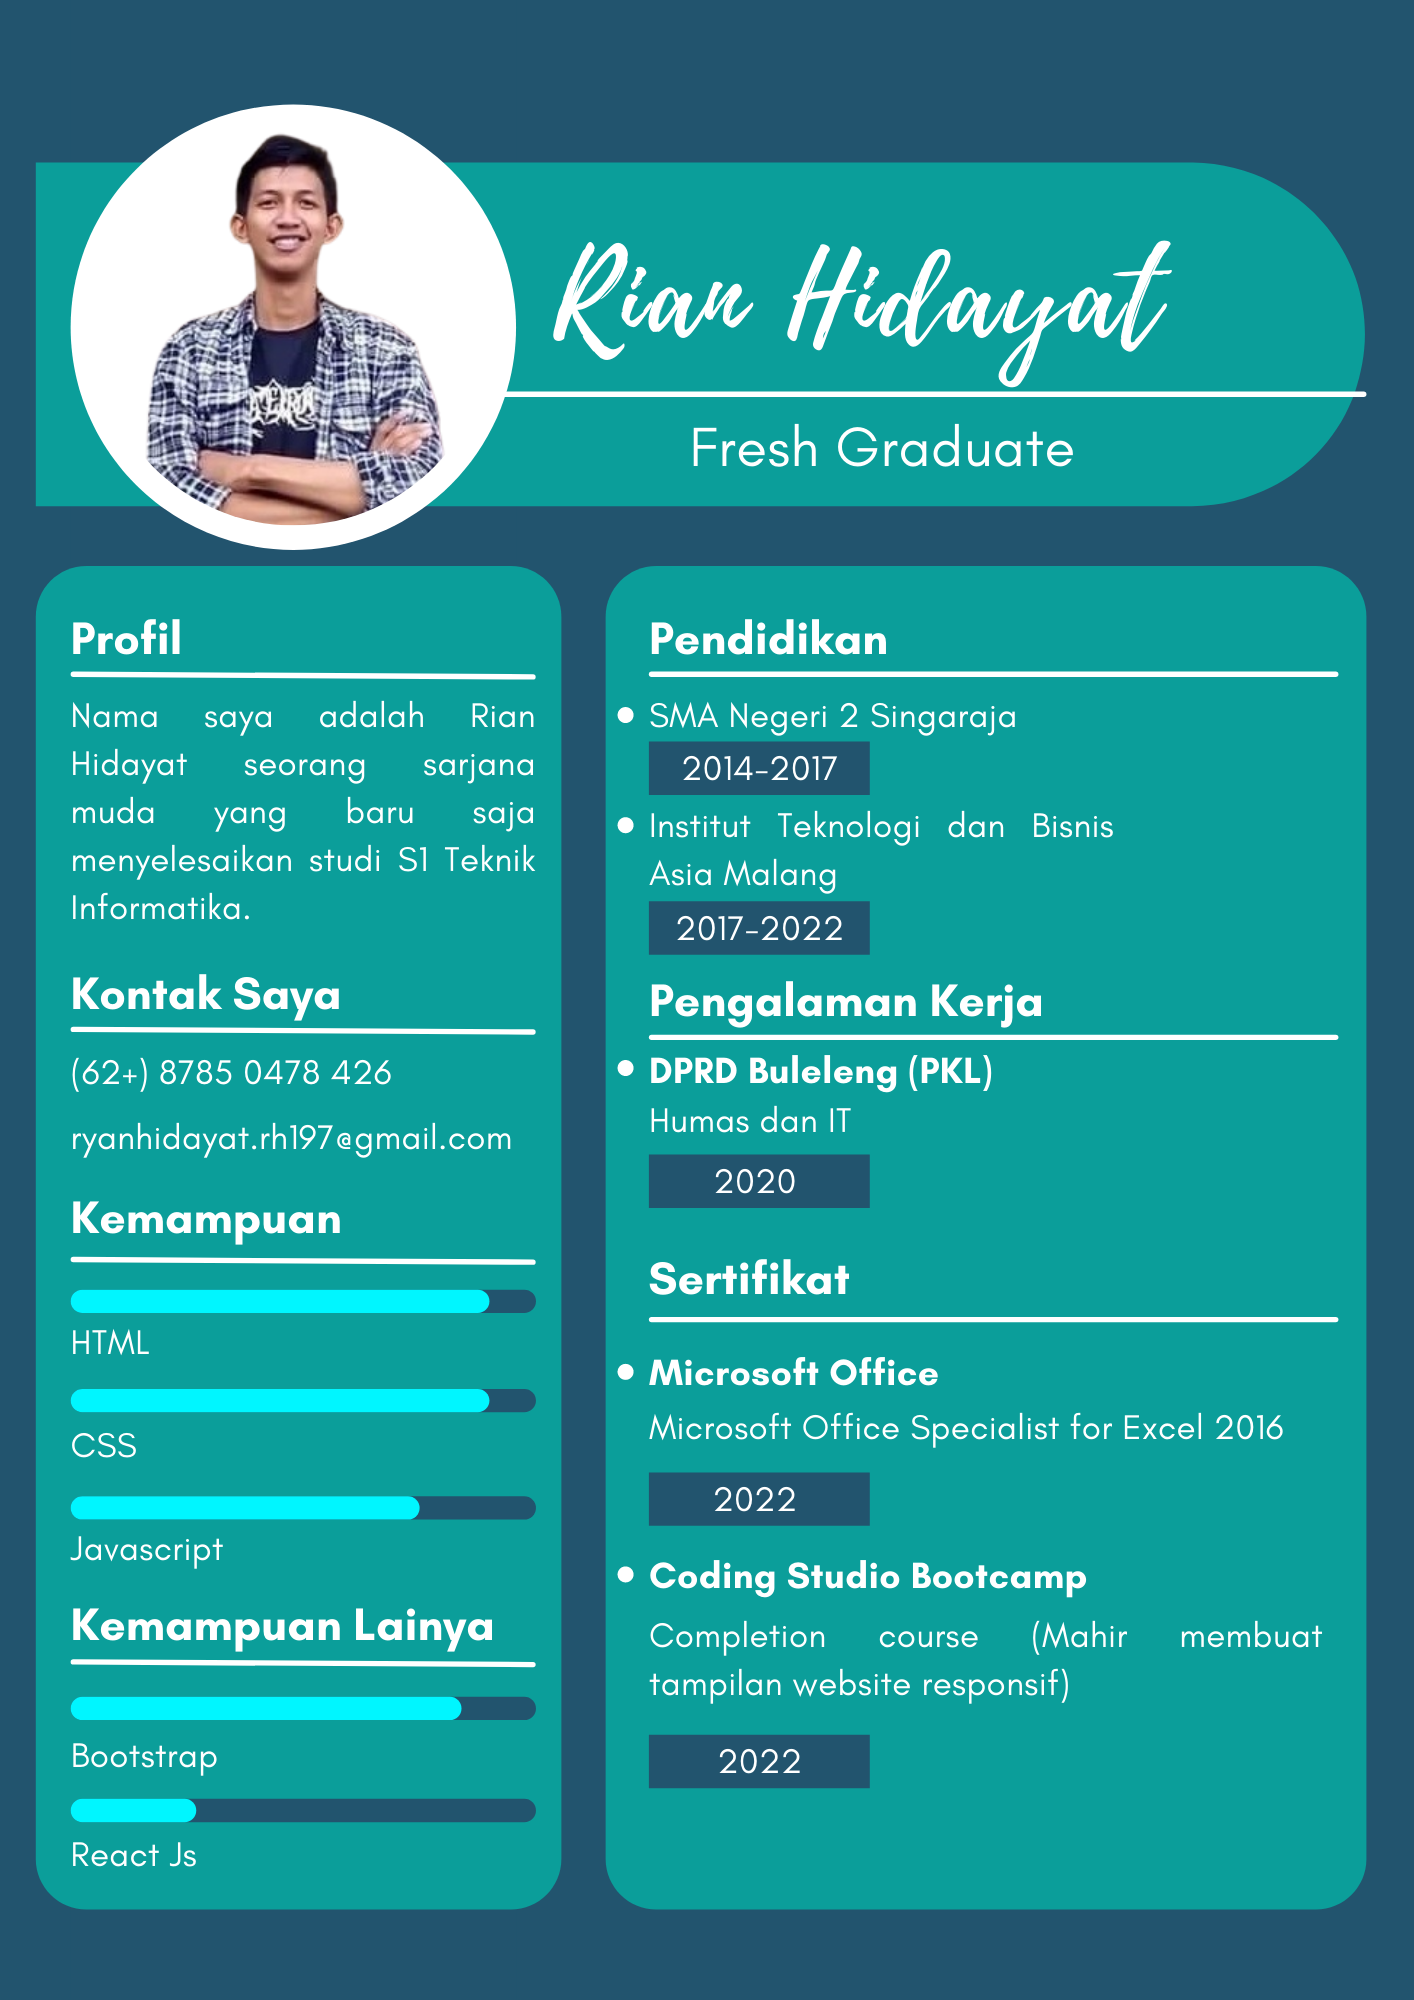 Rian Hidayat
Fresh Graduate
Profil
Nama saya adalah Rian
Hidayat seorang sarjana
muda yang baru saja
menyelesaikan studi S1 Teknik
Informatika.
Kontak Saya
(62+) 8785 0478 426
ryanhidayat.rh197@gmail.com
Kemampuan
HTML
CSS
Javascript
Kemampuan Lainya
Bootstrap
React Js
Pendidikan
SMA Negeri 2 Singaraja
2014-2017
Institut Teknologi dan Bisnis
Asia Malang
2017-2022
Pengalaman Kerja
DPRD Buleleng (PKL)
Humas dan IT
2020
Sertifikat
Microsoft Office
Microsoft Office Specialist for Excel 2016
2022
Coding Studio Bootcamp
Completion course (Mahir membuat
tampilan website responsif)
2022